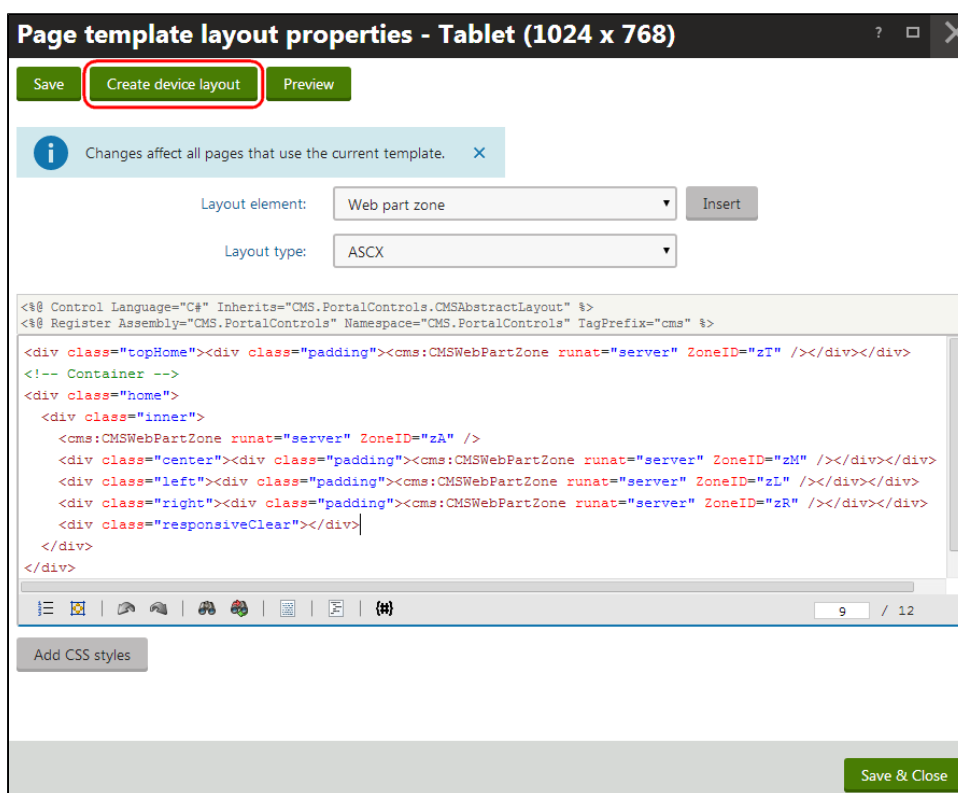 Page template layout properties - Tablet (1024 x 768)
?
Save
Create device layout
Preview
i
Changes affect all pages that use the current template.
Layout element:
Web part zone
Insert
Layout type:
ASCX
<%@ Control Language="C#" Inherits="CMS.PortalControls.CMSAbstractLayout" %>
<%@ Register Assembly="CMS.PortalControls" Namespace="CMS.PortalControls" TagPrefix="cms" %>
<div class="topHome"><div class="padding"><cms:CMSWebPartZone runat="server" ZoneID="zT" /></div></div>
<!-- Container -->
<div class="home">
<div class="inner">
<cms:CMSWebPartZone runat="server" ZoneID="zA" />
<div class="center"><div class="padding"><cms:CMSWebPartZone runat="server" ZoneID="zM" /></div></div>
<div class="left"><div class="padding"><cms:CMSWebPartZone runat="server" ZoneID="zL" /></div></div>
<div class="right"><div class="padding"><cms:CMSWebPartZone runat="server" ZoneID="zR" /></div></div>
<div class="responsiveClear"></div>
</div>
</div>
{#}
9 / 12
Add CSS styles
Save & Close